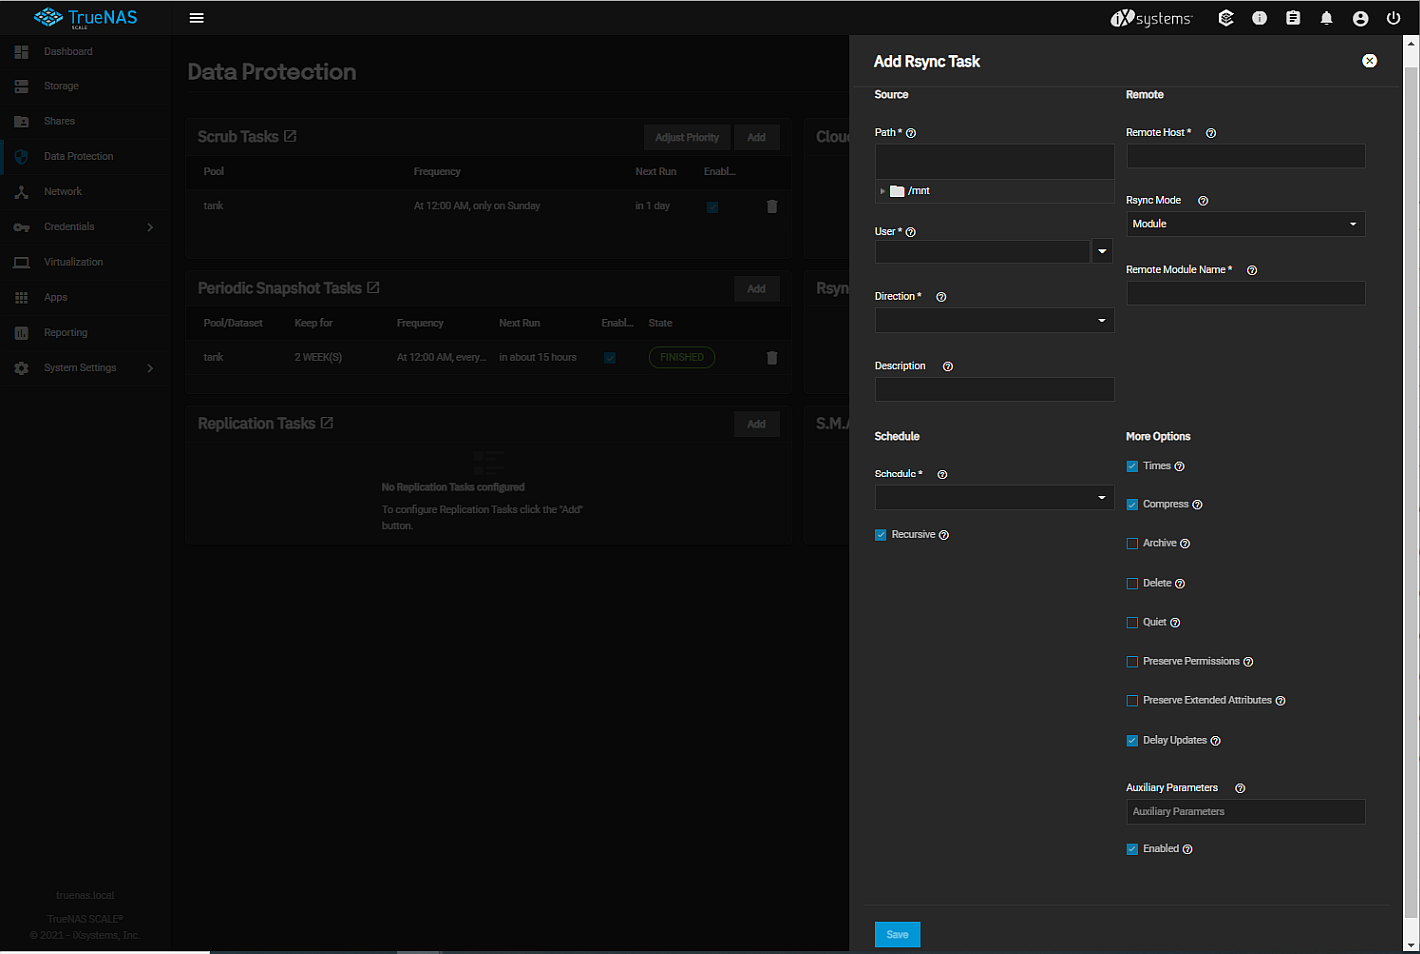 TrueNAS
SCALE
iXsystems
Dashboard
Storage
Shares
Data Protection
Network
Credentials
Virtualization
Apps
Reporting
System Settings
truenas.local
TrueNAS SCALE®
© 2021 - iXsystems, Inc.
Data Protection
Scrub Tasks
Adjust Priority
Add
Pool
Frequency
Next Run
Enabl...
tank
At 12:00 AM, only on Sunday
in 1 day
Periodic Snapshot Tasks
Add
Pool/Dataset
Keep for
Frequency
Next Run
Enabl...
State
tank
2 WEEK(S)
At 12:00 AM, every...
in about 15 hours
FINISHED
Replication Tasks
Add
No Replication Tasks configured
To configure Replication Tasks click the "Add"
button.
Clou
Rsyn
S.M.A
Add Rsync Task
Source
Path *
/mnt
User *
Direction *
Description
Schedule
Schedule *
Recursive
Remote
Remote Host *
Rsync Mode
Module
Remote Module Name *
More Options
Times
Compress
Archive
Delete
Quiet
Preserve Permissions
Preserve Extended Attributes
Delay Updates
Auxiliary Parameters
Auxiliary Parameters
Enabled
Save